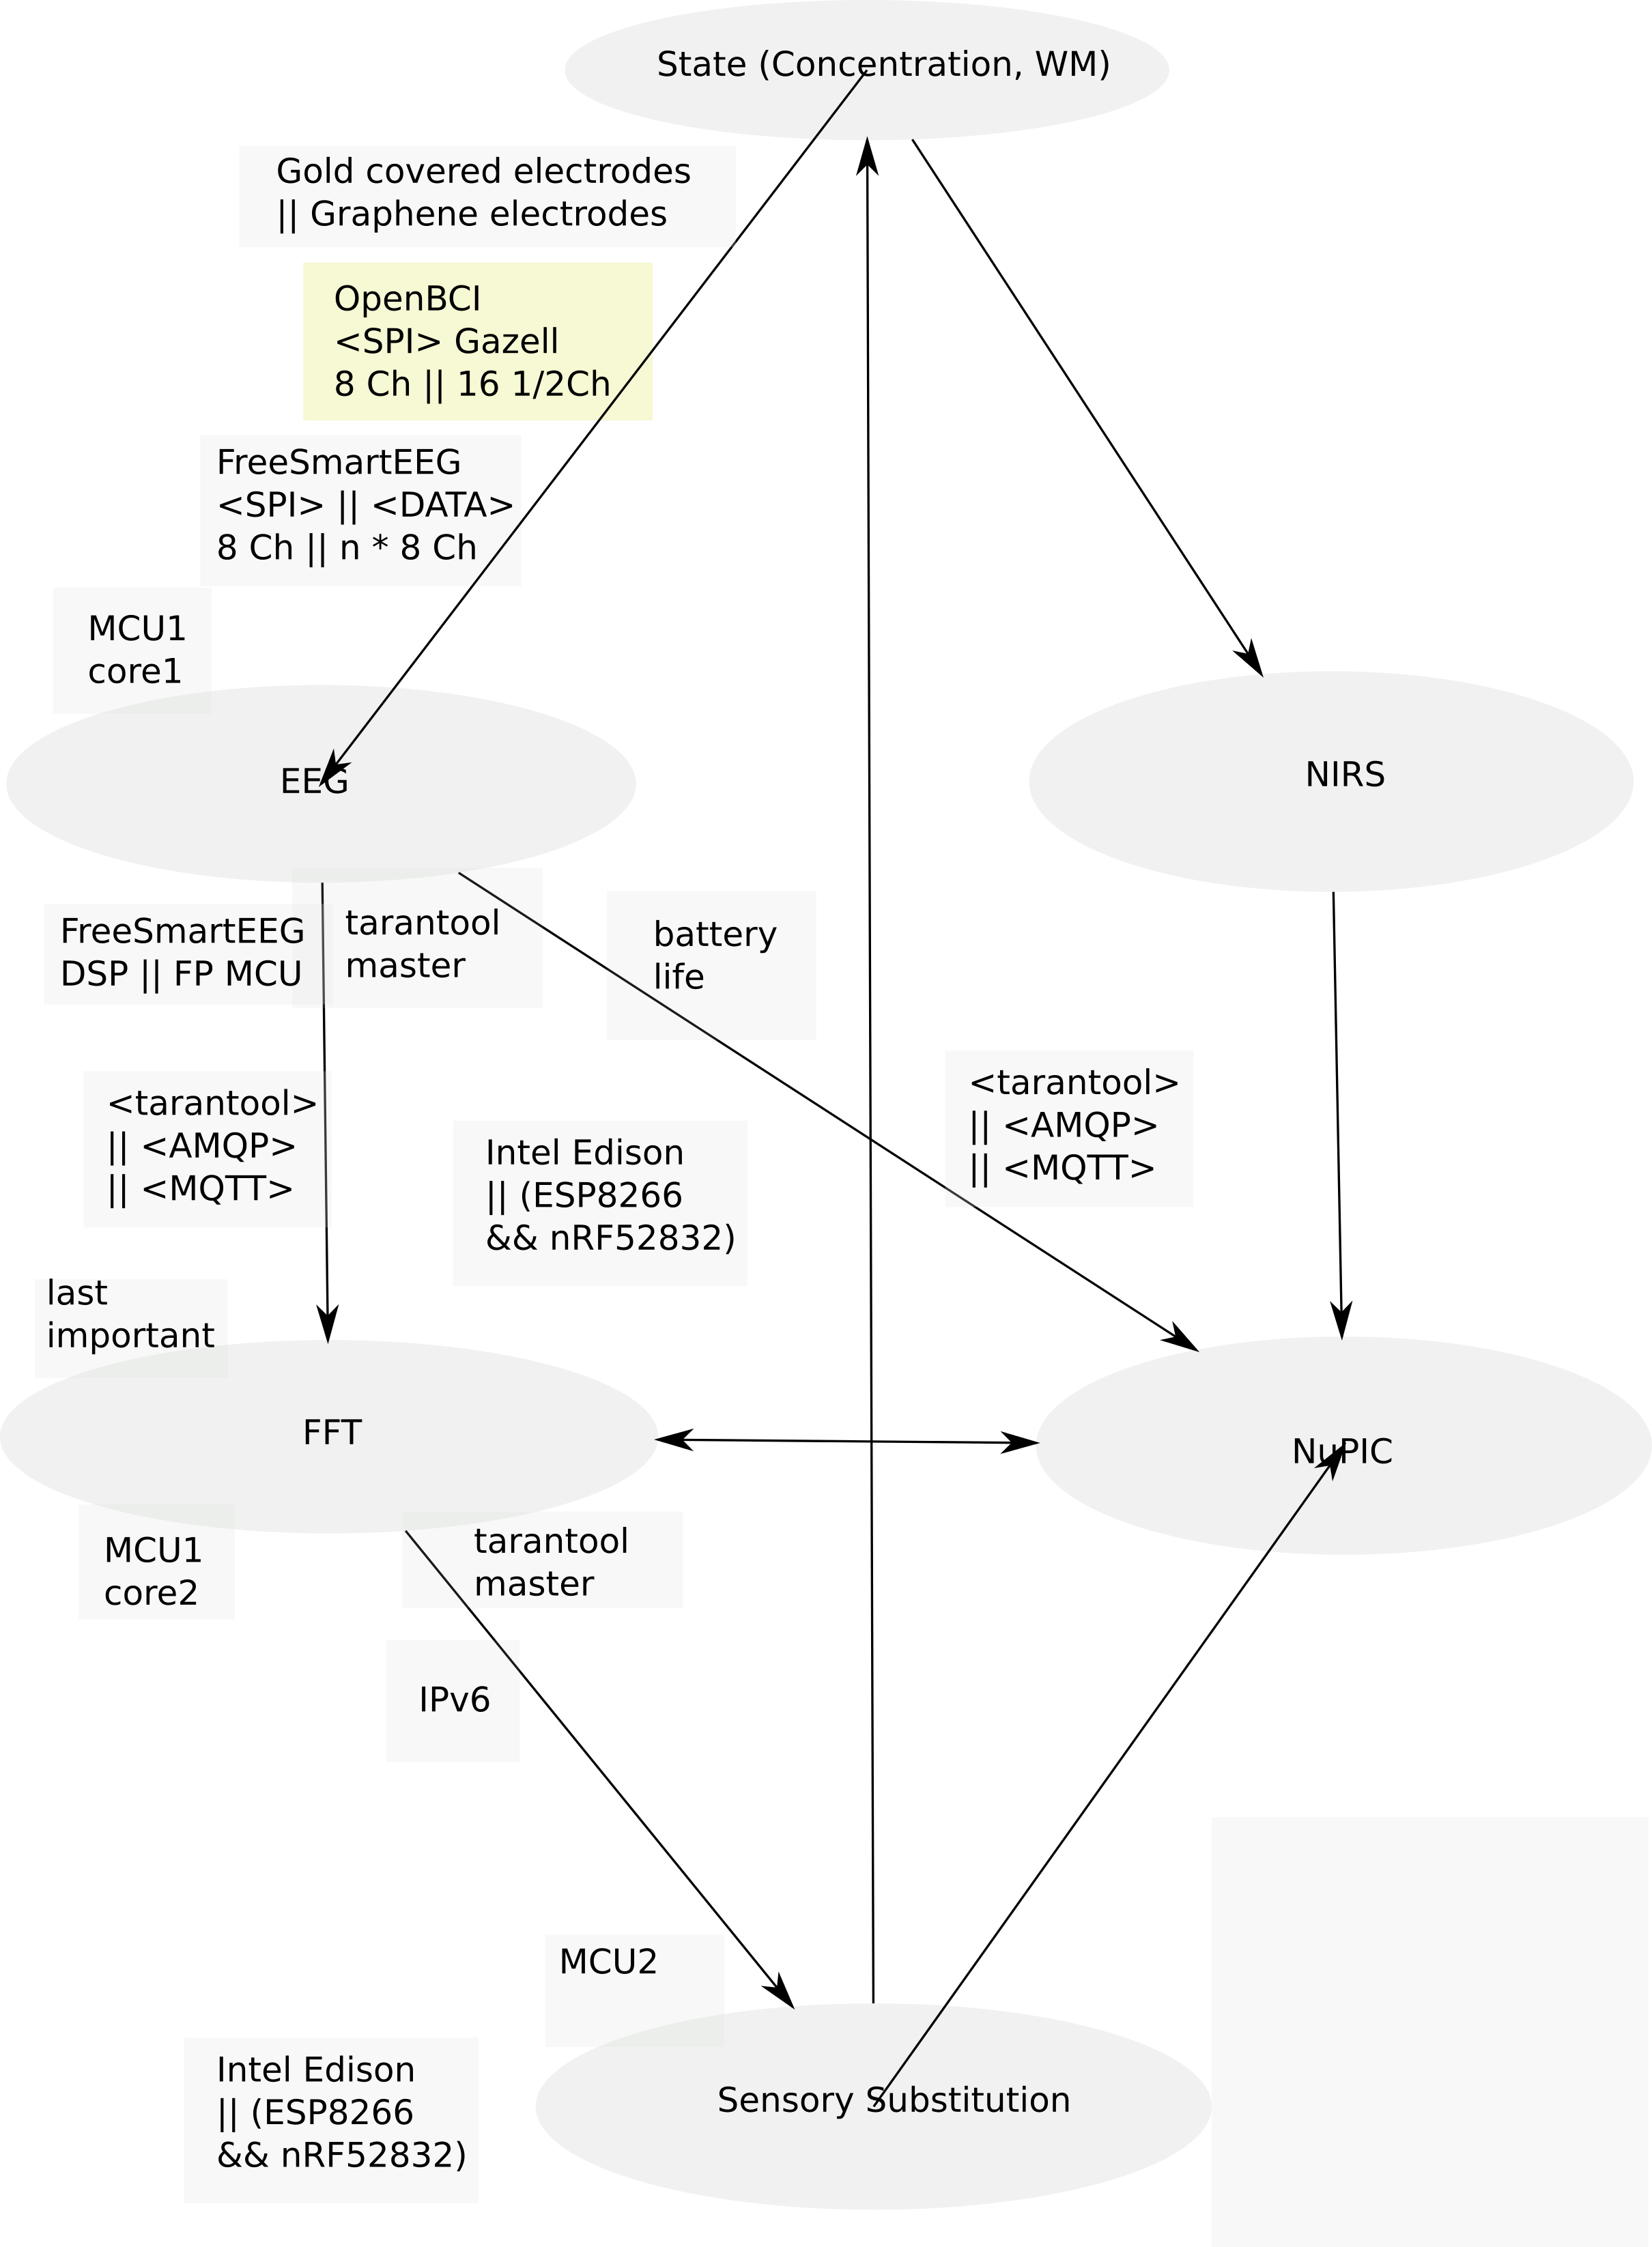 State (Concentration, WM)
Gold covered electrodes
|| Graphene electrodes
OpenBCI
<SPI> Gazell
8 Ch || 16 1/2Ch
FreeSmartEEG
<SPI> || <DATA>
8 Ch || n * 8 Ch
MCU1
core1
EEG
NIRS
FreeSmartEEG
DSP || FP MCU
tarantool
master
battery
life
<tarantool>
|| <AMQP>
|| <MQTT>
Intel Edison
|| (ESP8266
&& nRF52832)
<tarantool>
|| <AMQP>
|| <MQTT>
last
important
FFT
NuPIC
MCU1
core2
tarantool
master
IPv6
MCU2
Intel Edison
|| (ESP8266
&& nRF52832)
Sensory Substitution